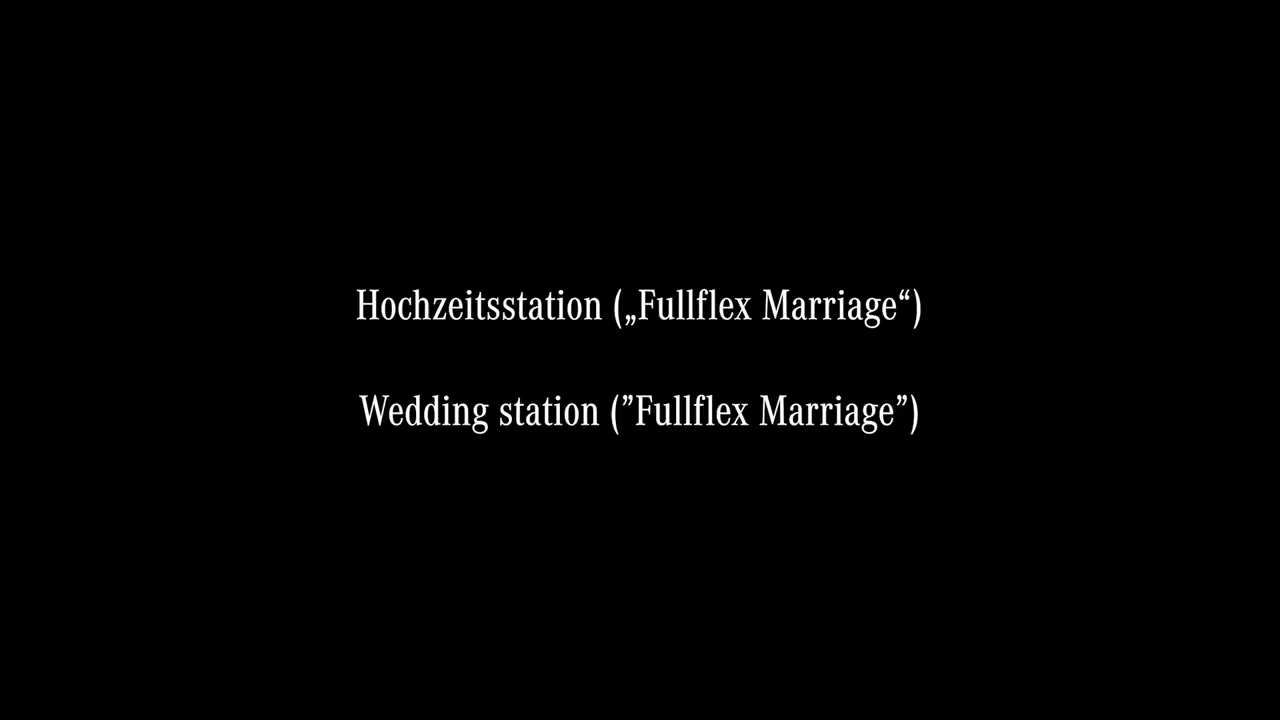 Hochzeitsstation („Fullflex Marriage“)
Wedding station (”Fullflex Marriage”)